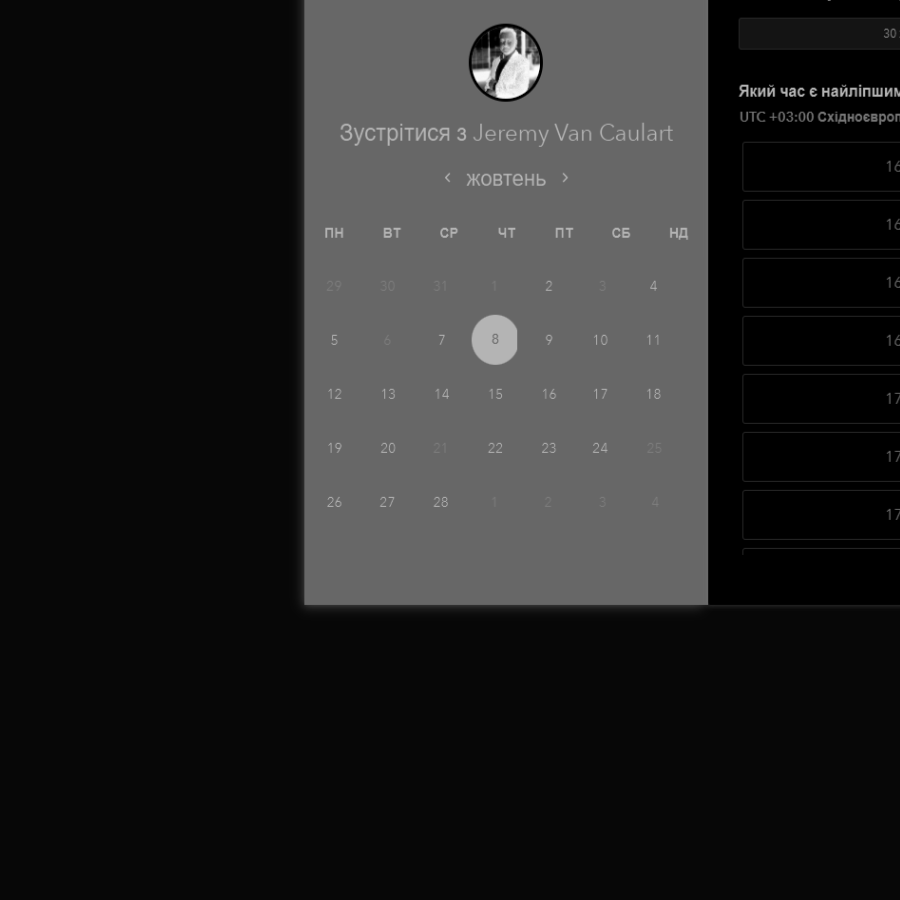 Зустрітися з Jeremy Van Caulart
жовтень
ПН ВТ СР ЧТ ПТ СБ НД
29 30 31 1 2 3 4
5 6 7 8 9 10 11
12 13 14 15 16 17 18
19 20 21 22 23 24 25
26 27 28 1 2 3 4
30
Який час є найліпшим
UTC +03:00 Східноєвроп
16
16
16
16
17
17
17